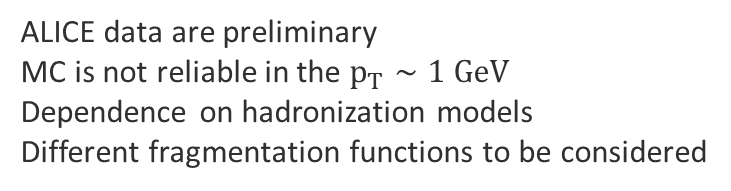 ALICE data are preliminary
MC is not reliable in the p_T ~ 1 GeV
Dependence on hadronization models
Different fragmentation functions to be considered